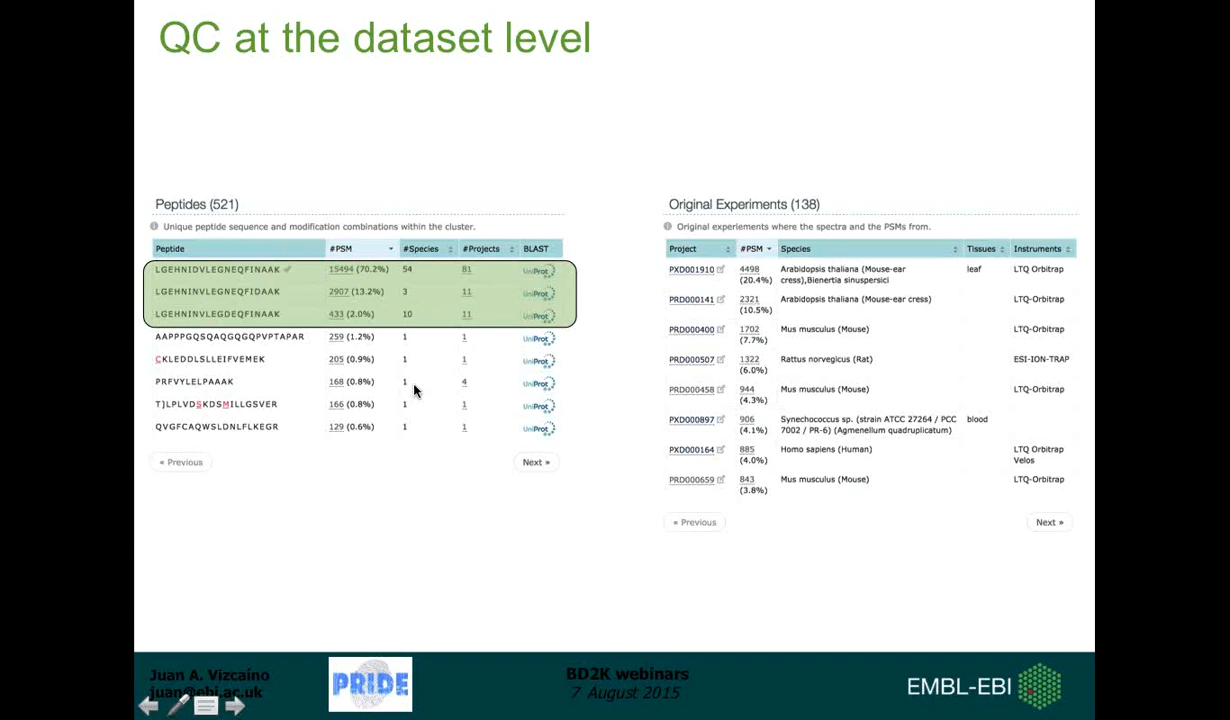 QC at the dataset level
Peptides (521)
Unique peptide sequence and modification combinations within the cluster.
Peptide #PSM #Species #Projects BLAST
LGEHNIDVLEGNEQFINAAK 15494 (70.2%) 54 81 UniProt
LGEHNINVLEGNEQFIDAAK 2907 (13.2%) 3 11 UniProt
LGEHNINVLEGDEQFINAAK 433 (2.0%) 10 11 UniProt
AAPPPGQSQAQGQGQPVPTAPAR 259 (1.2%) 1 1 UniProt
CKLEDDLSLLEIFVEMEK 205 (0.9%) 1 1 UniProt
PRFVYLELPAAAK 168 (0.8%) 1 4 UniProt
T)LPLVDSKDSMILLGSVER 166 (0.8%) 1 1 UniProt
QVGFCAQWSLDNLFLKEGR 129 (0.6%) 1 1 UniProt
« Previous Next »
Original Experiments (138)
Original experiements where the spectra and the PSMs from.
Project #PSM Species Tissues Instruments
PXD001910 4498 Arabidopsis thaliana (Mouse-ear leaf LTQ Orbitrap
(20.4%) cress),Bienertia sinuspersici
PRD000141 2321 Arabidopsis thaliana (Mouse-ear cress) LTQ-Orbitrap
(10.5%)
PRD000400 1702 Mus musculus (Mouse) LTQ-Orbitrap
(7.7%)
PRD000507 1322 Rattus norvegicus (Rat) ESI-ION-TRAP
(6.0%)
PRD000458 944 Mus musculus (Mouse) LTQ-Orbitrap
(4.3%)
PXD000897 906 Synechococcus sp. (strain ATCC 27264 / PCC blood
(4.1%) 7002 / PR-6) (Agmenellum quadruplicatum)
PXD000164 885 Homo sapiens (Human) LTQ Orbitrap
(4.0%) Velos
PRD000659 843 Mus musculus (Mouse) LTQ-Orbitrap
(3.8%)
« Previous Next »
Juan A. Vizcaíno
juan@ebi.ac.uk
PRIDE
BD2K webinars
7 August 2015
EMBL-EBI